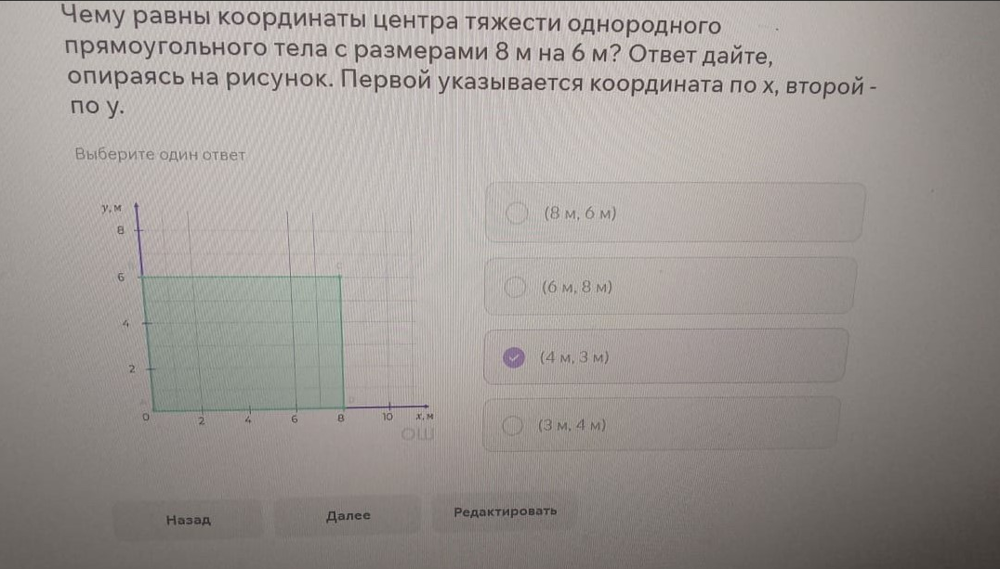 Чему равны координаты центра тяжести однородного
прямоугольного тела с размерами 8 м на 6 м? Ответ дайте,
опираясь на рисунок. Первой указывается координата по x, второй -
по y.
Выберите один ответ
y, м
8
6
4
2
0
2
4
6
8
10
x, м
ОШ
(8 м, 6 м)
(6 м, 8 м)
(4 м, 3 м)
(3 м, 4 м)
Назад
Далее
Редактировать